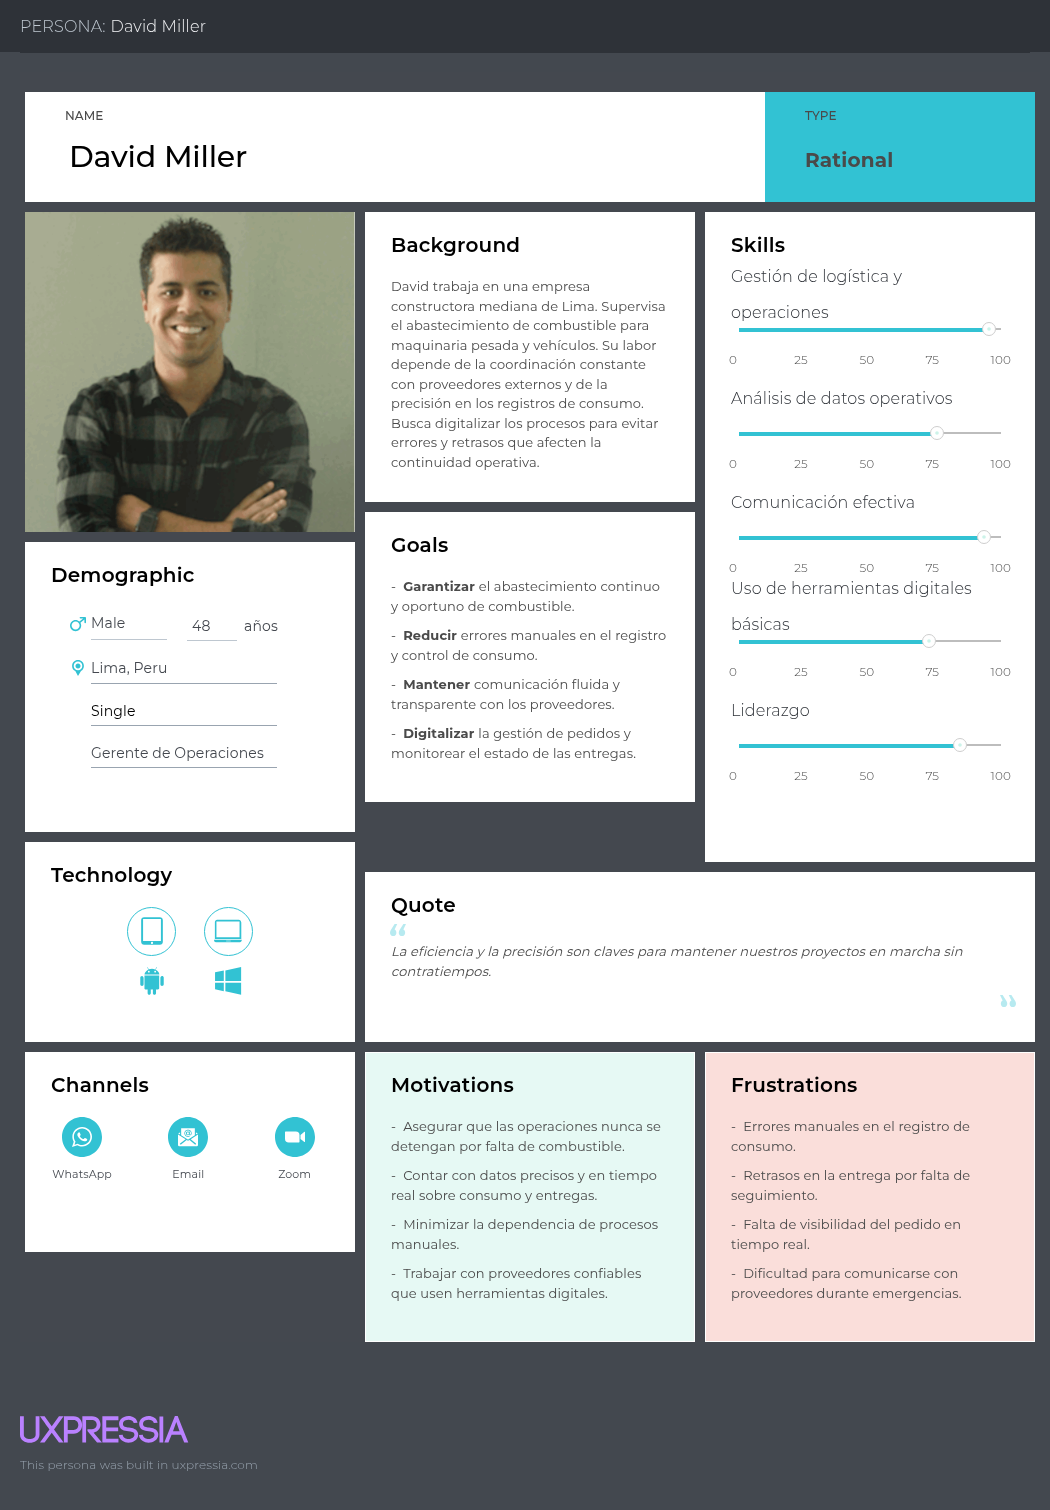 PERSONA: David Miller
NAME
David Miller
TYPE
Rational
Background
David trabaja en una empresa
constructora mediana de Lima. Supervisa
el abastecimiento de combustible para
maquinaria pesada y vehículos. Su labor
depende de la coordinación constante
con proveedores externos y de la
precisión en los registros de consumo.
Busca digitalizar los procesos para evitar
errores y retrasos que afecten la
continuidad operativa.
Skills
Gestión de logística y
operaciones
0 25 50 75 100
Análisis de datos operativos
0 25 50 75 100
Comunicación efectiva
0 25 50 75 100
Uso de herramientas digitales
básicas
0 25 50 75 100
Liderazgo
0 25 50 75 100
Demographic
Male 48 años
Lima, Peru
Single
Gerente de Operaciones
Goals
- Garantizar el abastecimiento continuo
y oportuno de combustible.
- Reducir errores manuales en el registro
y control de consumo.
- Mantener comunicación fluida y
transparente con los proveedores.
- Digitalizar la gestión de pedidos y
monitorear el estado de las entregas.
Technology
Quote
“
La eficiencia y la precisión son claves para mantener nuestros proyectos en marcha sin
contratiempos.
”
Channels
WhatsApp Email Zoom
Motivations
- Asegurar que las operaciones nunca se
detengan por falta de combustible.
- Contar con datos precisos y en tiempo
real sobre consumo y entregas.
- Minimizar la dependencia de procesos
manuales.
- Trabajar con proveedores confiables
que usen herramientas digitales.
Frustrations
- Errores manuales en el registro de
consumo.
- Retrasos en la entrega por falta de
seguimiento.
- Falta de visibilidad del pedido en
tiempo real.
- Dificultad para comunicarse con
proveedores durante emergencias.
UXPRESSIA
This persona was built in uxpressia.com